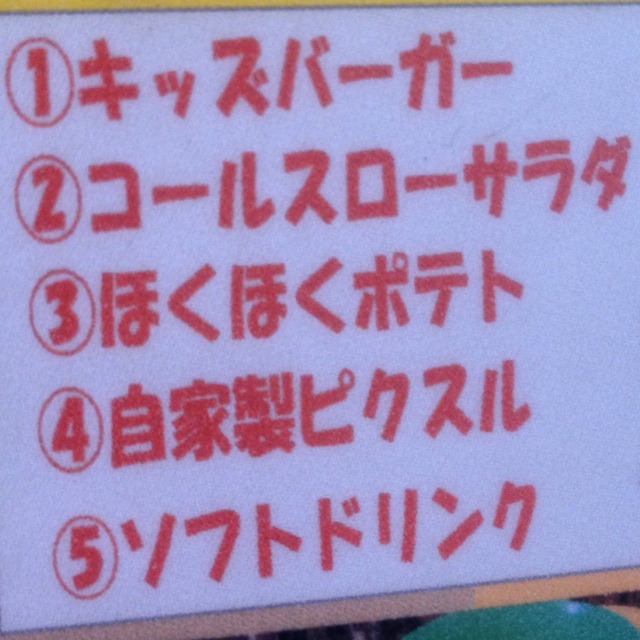 ①キッズバーガー
②コールスローサラダ
③ほくほくポテト
④自家製ピクスル
⑤ソフトドリンク